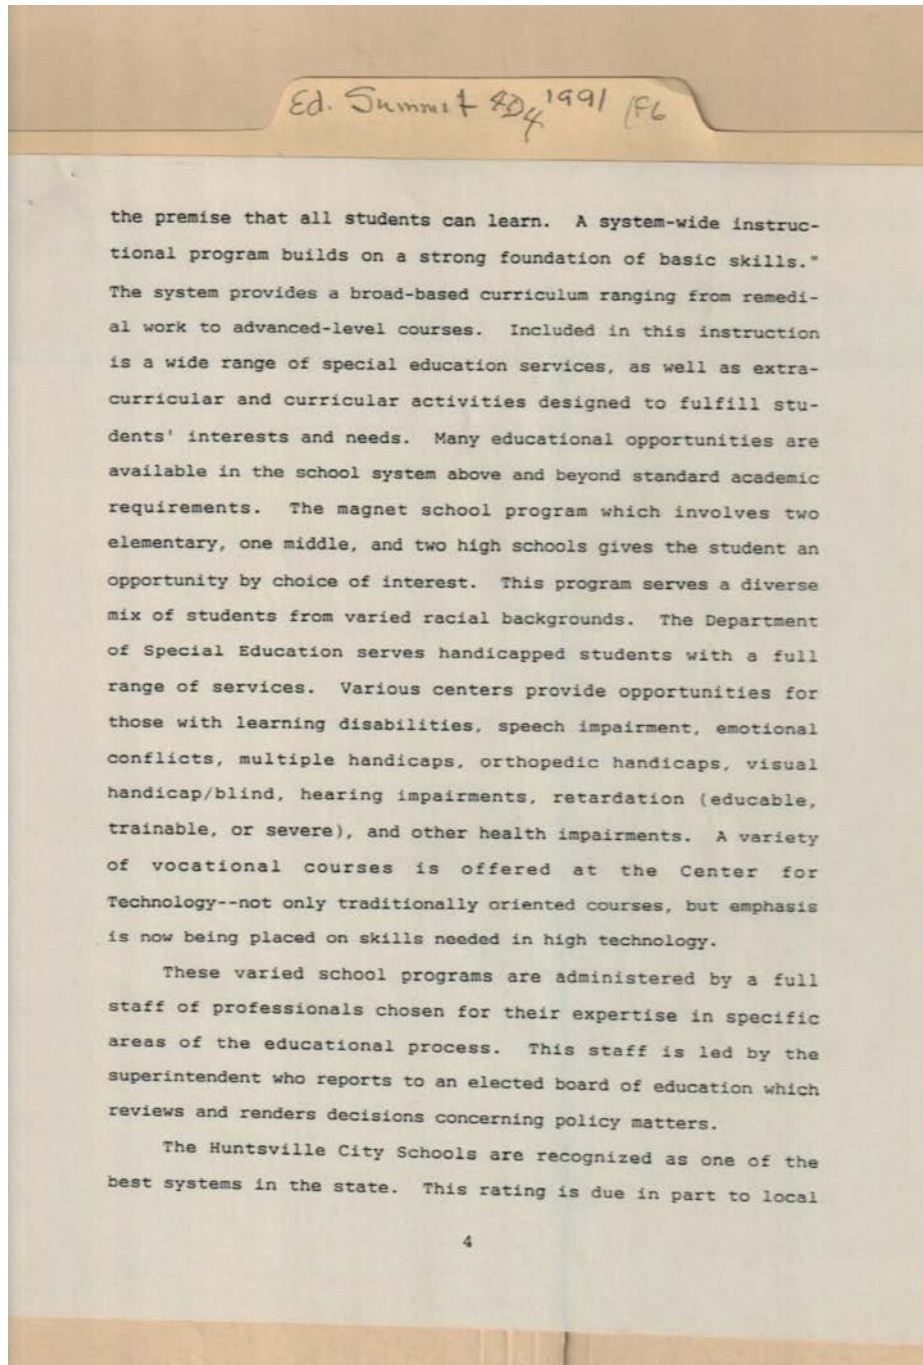 Ed. Summit 4D4 1991 1F6
the premise that all students can learn. A system-wide instruc-
tional program builds on a strong foundation of basic skills."
The system provides a broad-based curriculum ranging from remedi-
al work to advanced-level courses. Included in this instruction
is a wide range of special education services, as well as extra-
curricular and curricular activities designed to fulfill stu-
dents' interests and needs. Many educational opportunities are
available in the school system above and beyond standard academic
requirements. The magnet school program which involves two
elementary, one middle, and two high schools gives the student an
opportunity by choice of interest. This program serves a diverse
mix of students from varied racial backgrounds. The Department
of Special Education serves handicapped students with a full
range of services. Various centers provide opportunities for
those with learning disabilities, speech impairment, emotional
conflicts, multiple handicaps, orthopedic handicaps, visual
handicap/blind, hearing impairments, retardation (educable,
trainable, or severe), and other health impairments. A variety
of vocational courses is offered at the Center for
Technology--not only traditionally oriented courses, but emphasis
is now being placed on skills needed in high technology.
These varied school programs are administered by a full
staff of professionals chosen for their expertise in specific
areas of the educational process. This staff is led by the
superintendent who reports to an elected board of education which
reviews and renders decisions concerning policy matters.
The Huntsville City Schools are recognized as one of the
best systems in the state. This rating is due in part to local
4